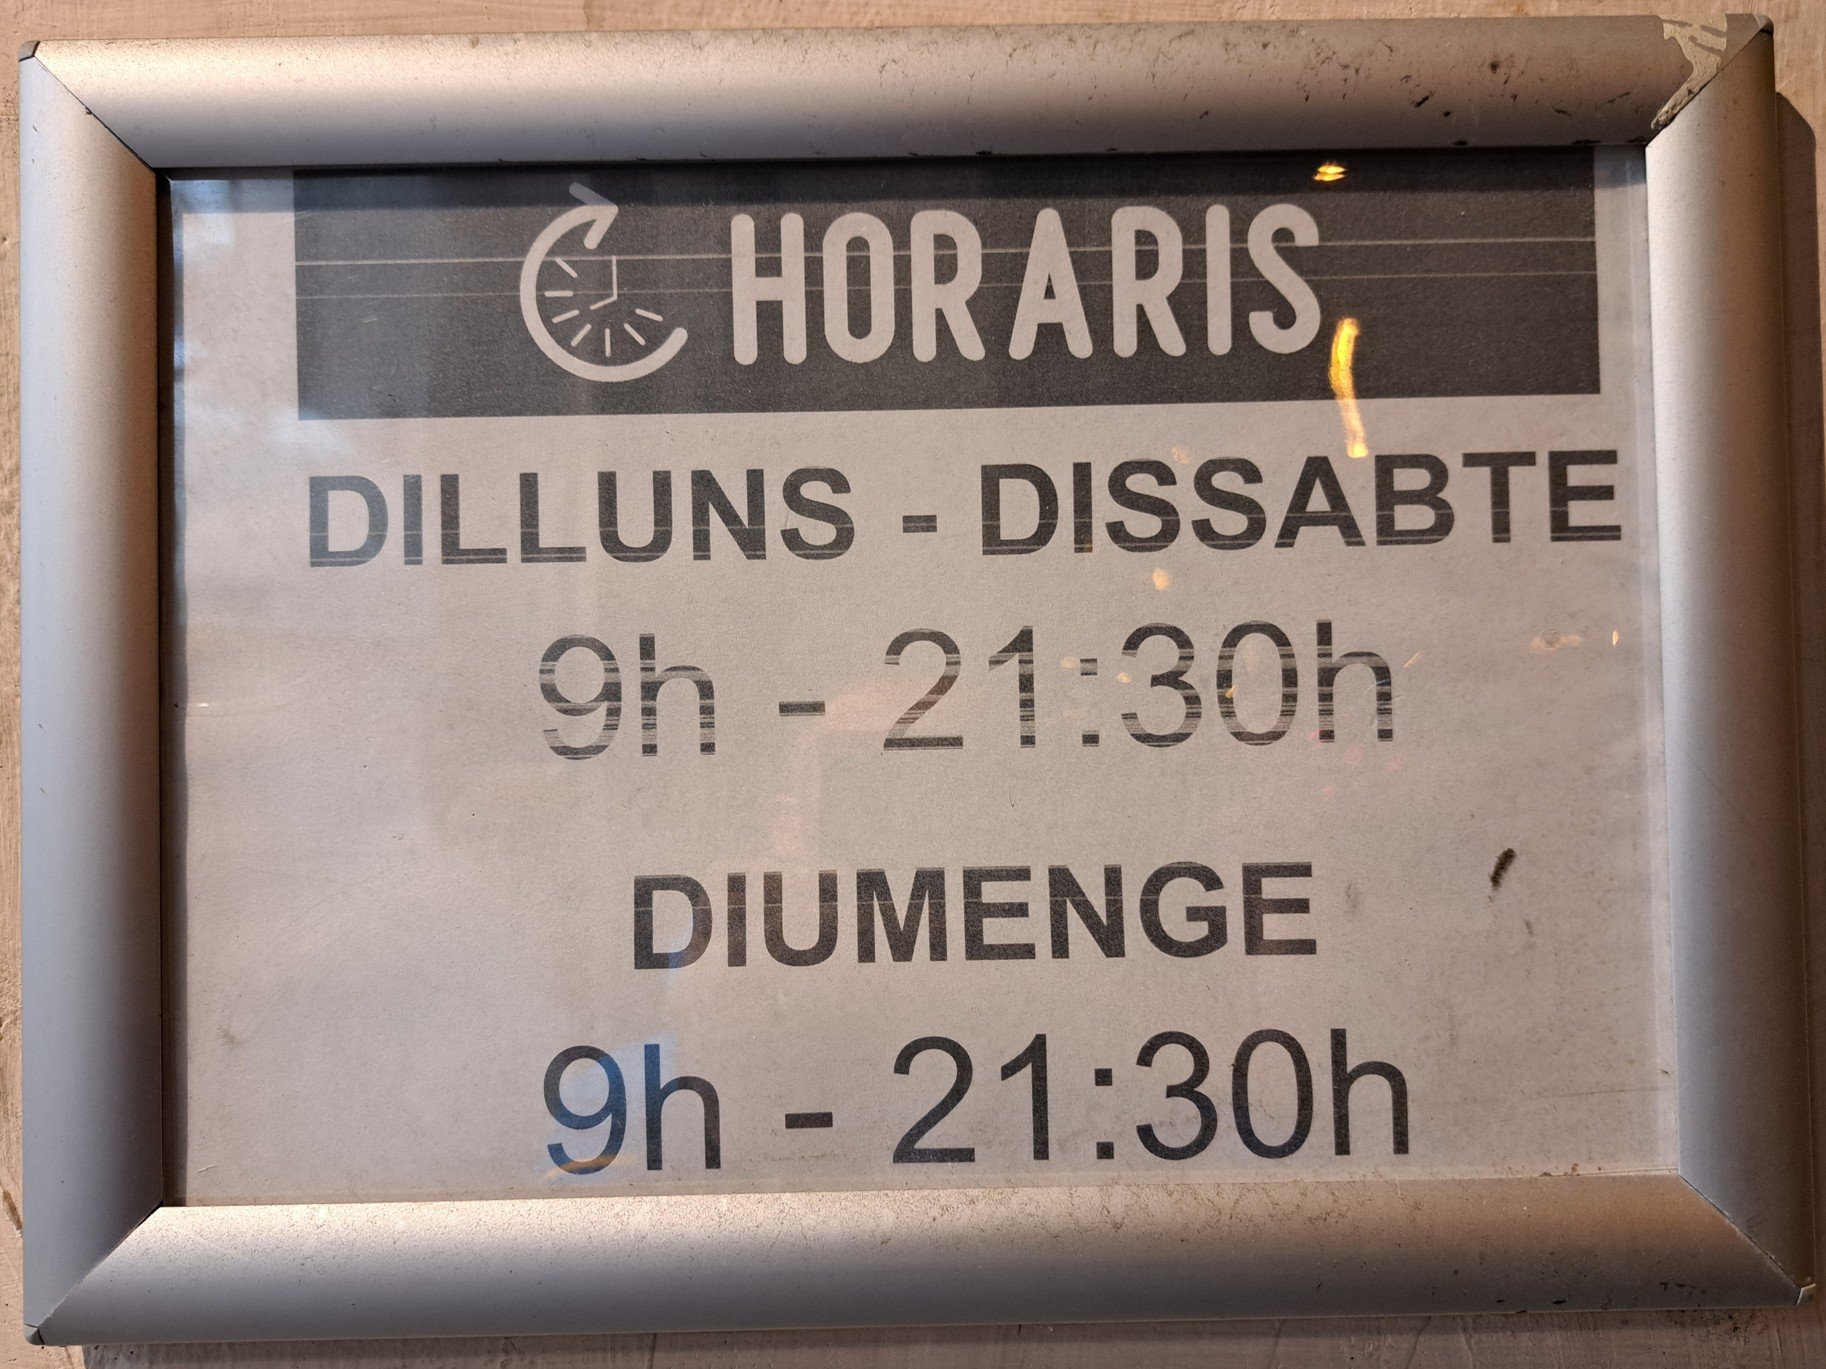 HORARIS
DILLUNS - DISSABTE
9h - 21:30h
DIUMENGE
9h - 21:30h